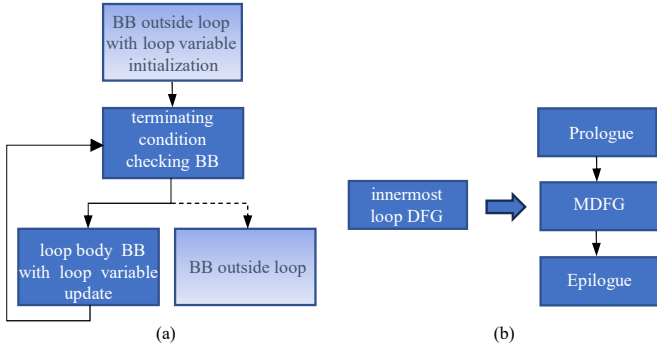 BB outside loop
with loop variable
initialization
terminating
condition
checking BB
loop body BB
with loop variable
update
BB outside loop
(a)
innermost
loop DFG
Prologue
MDFG
Epilogue
(b)